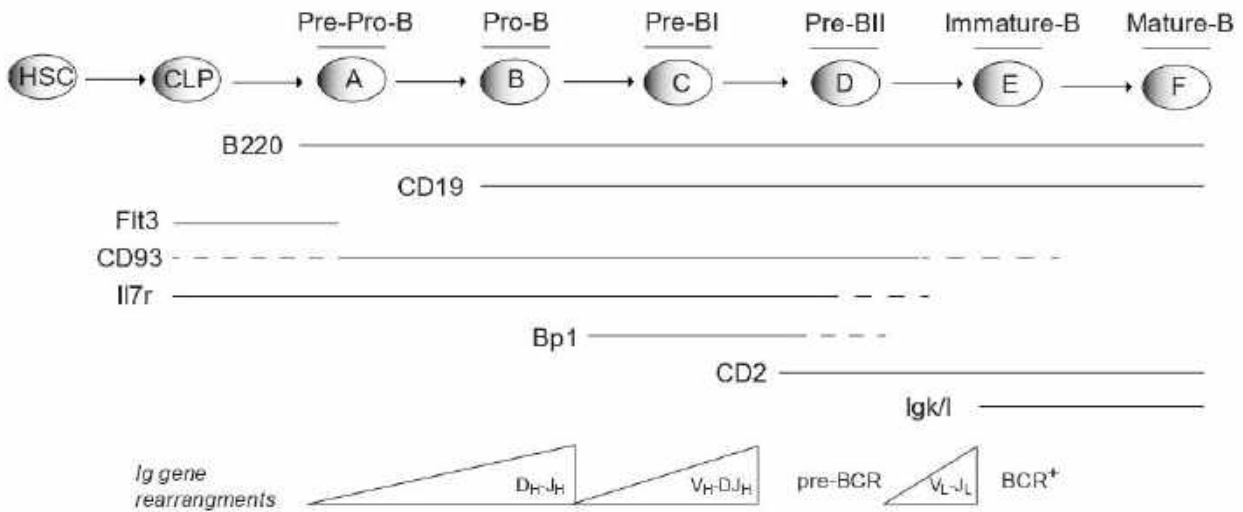 Pre-Pro-B Pro-B Pre-BI Pre-BII Immature-B Mature-B
HSC CLP A B C D E F
B220
CD19
Flt3
CD93
Il7r
Bp1
CD2
Igk/l
Ig gene
rearrangments
DH-JH VH-DJH pre-BCR VL-JL BCR+